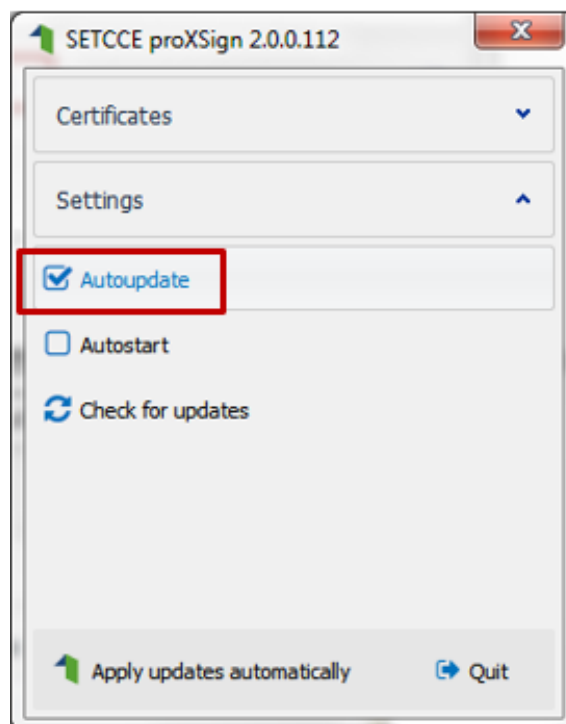 SETCCE proXSign 2.0.0.112
Certificates
Settings
Autoupdate
Autostart
Check for updates
Apply updates automatically Quit